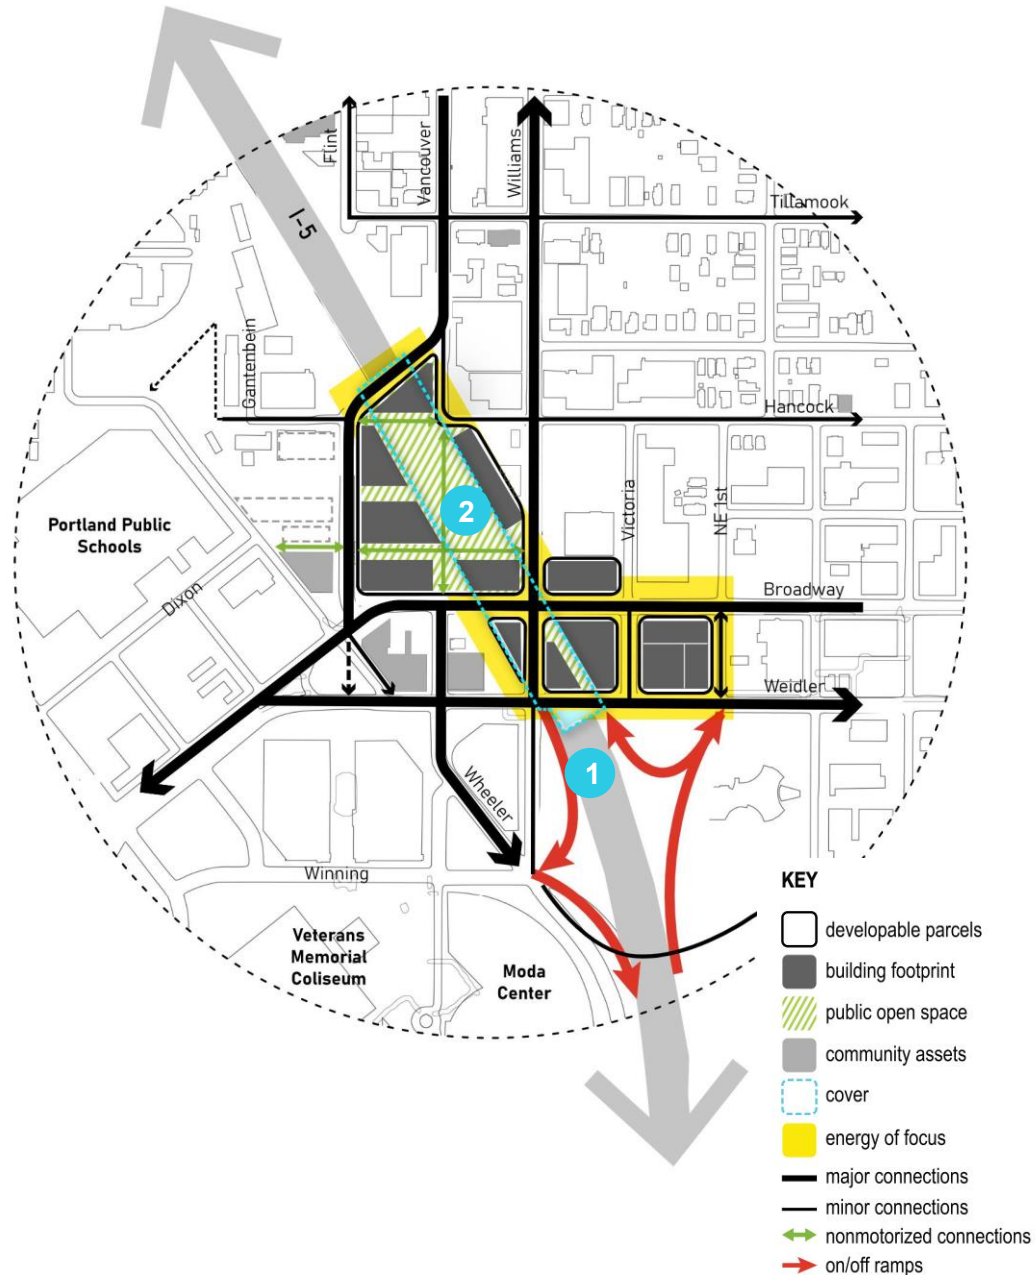 Flint
Vancouver
Williams
Tillamook
I-5
Gantenbein
Hancock
2
Portland Public
Schools
Victoria
NE 1st
Dixon
Broadway
Weidler
1
Wheeler
Winning
Veterans
Memorial
Coliseum
Moda
Center
KEY
developable parcels
building footprint
public open space
community assets
cover
energy of focus
major connections
minor connections
nonmotorized connections
on/off ramps